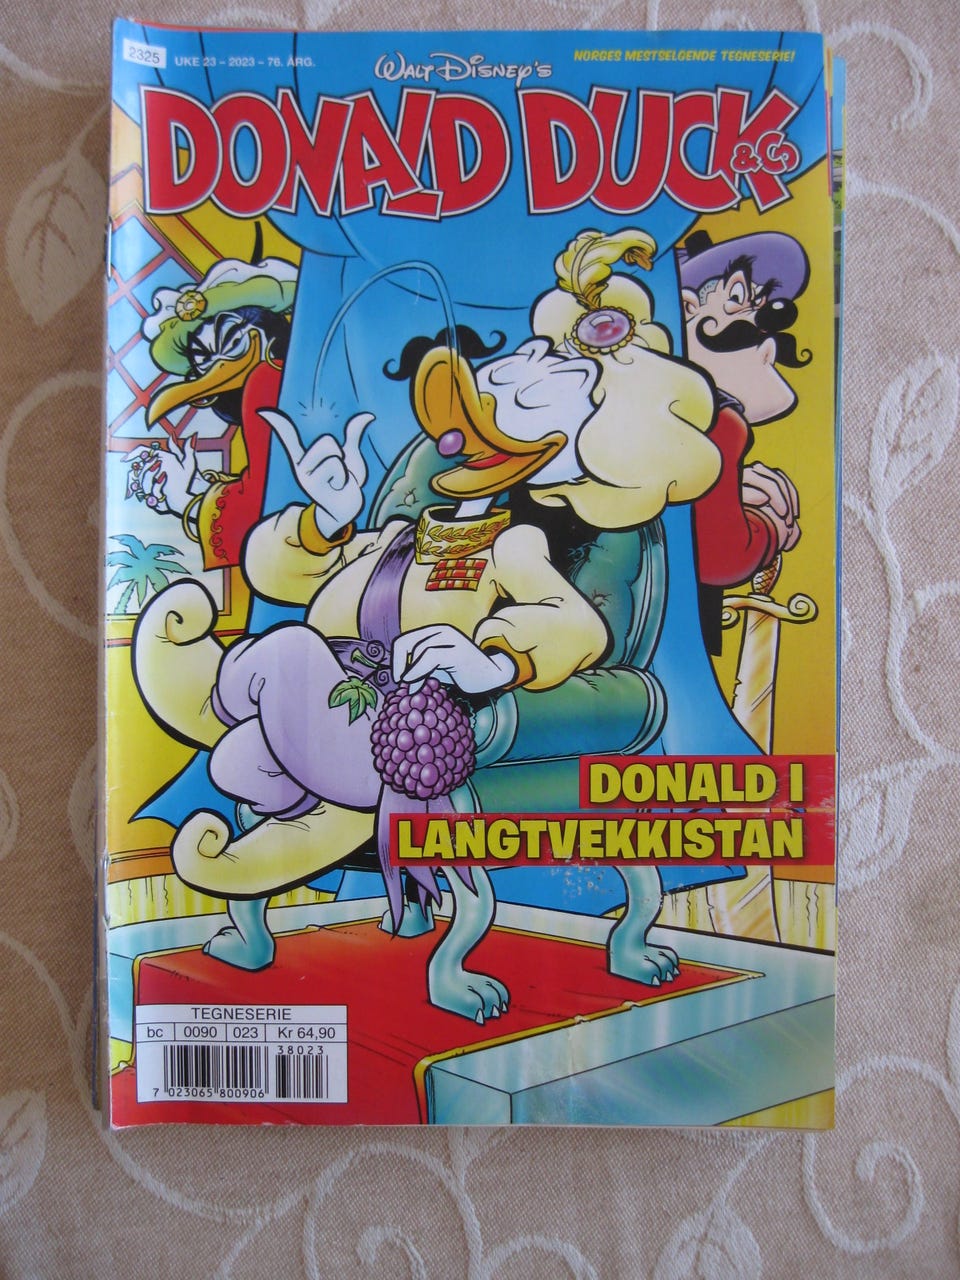 2325
UKE 23 – 2023 – 76. ÅRG.
WALT DISNEY'S
NORGES MESTSELGENDE TEGNESERIE!
DONALD DUCK
& Co
DONALD I
LANGTVEKKISTAN
TEGNESERIE
bc 0090 023 Kr 64,90
38023
7 023065 800906